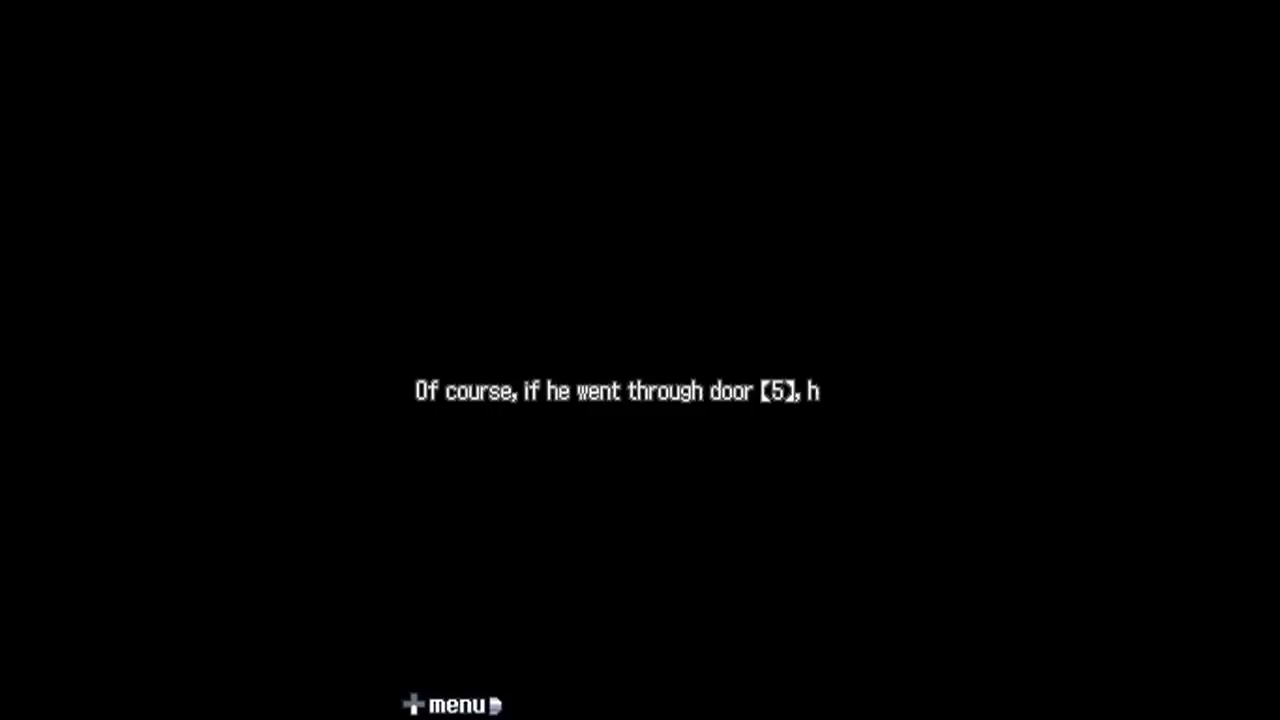 Of course, if he went through door 【5】, h
menu